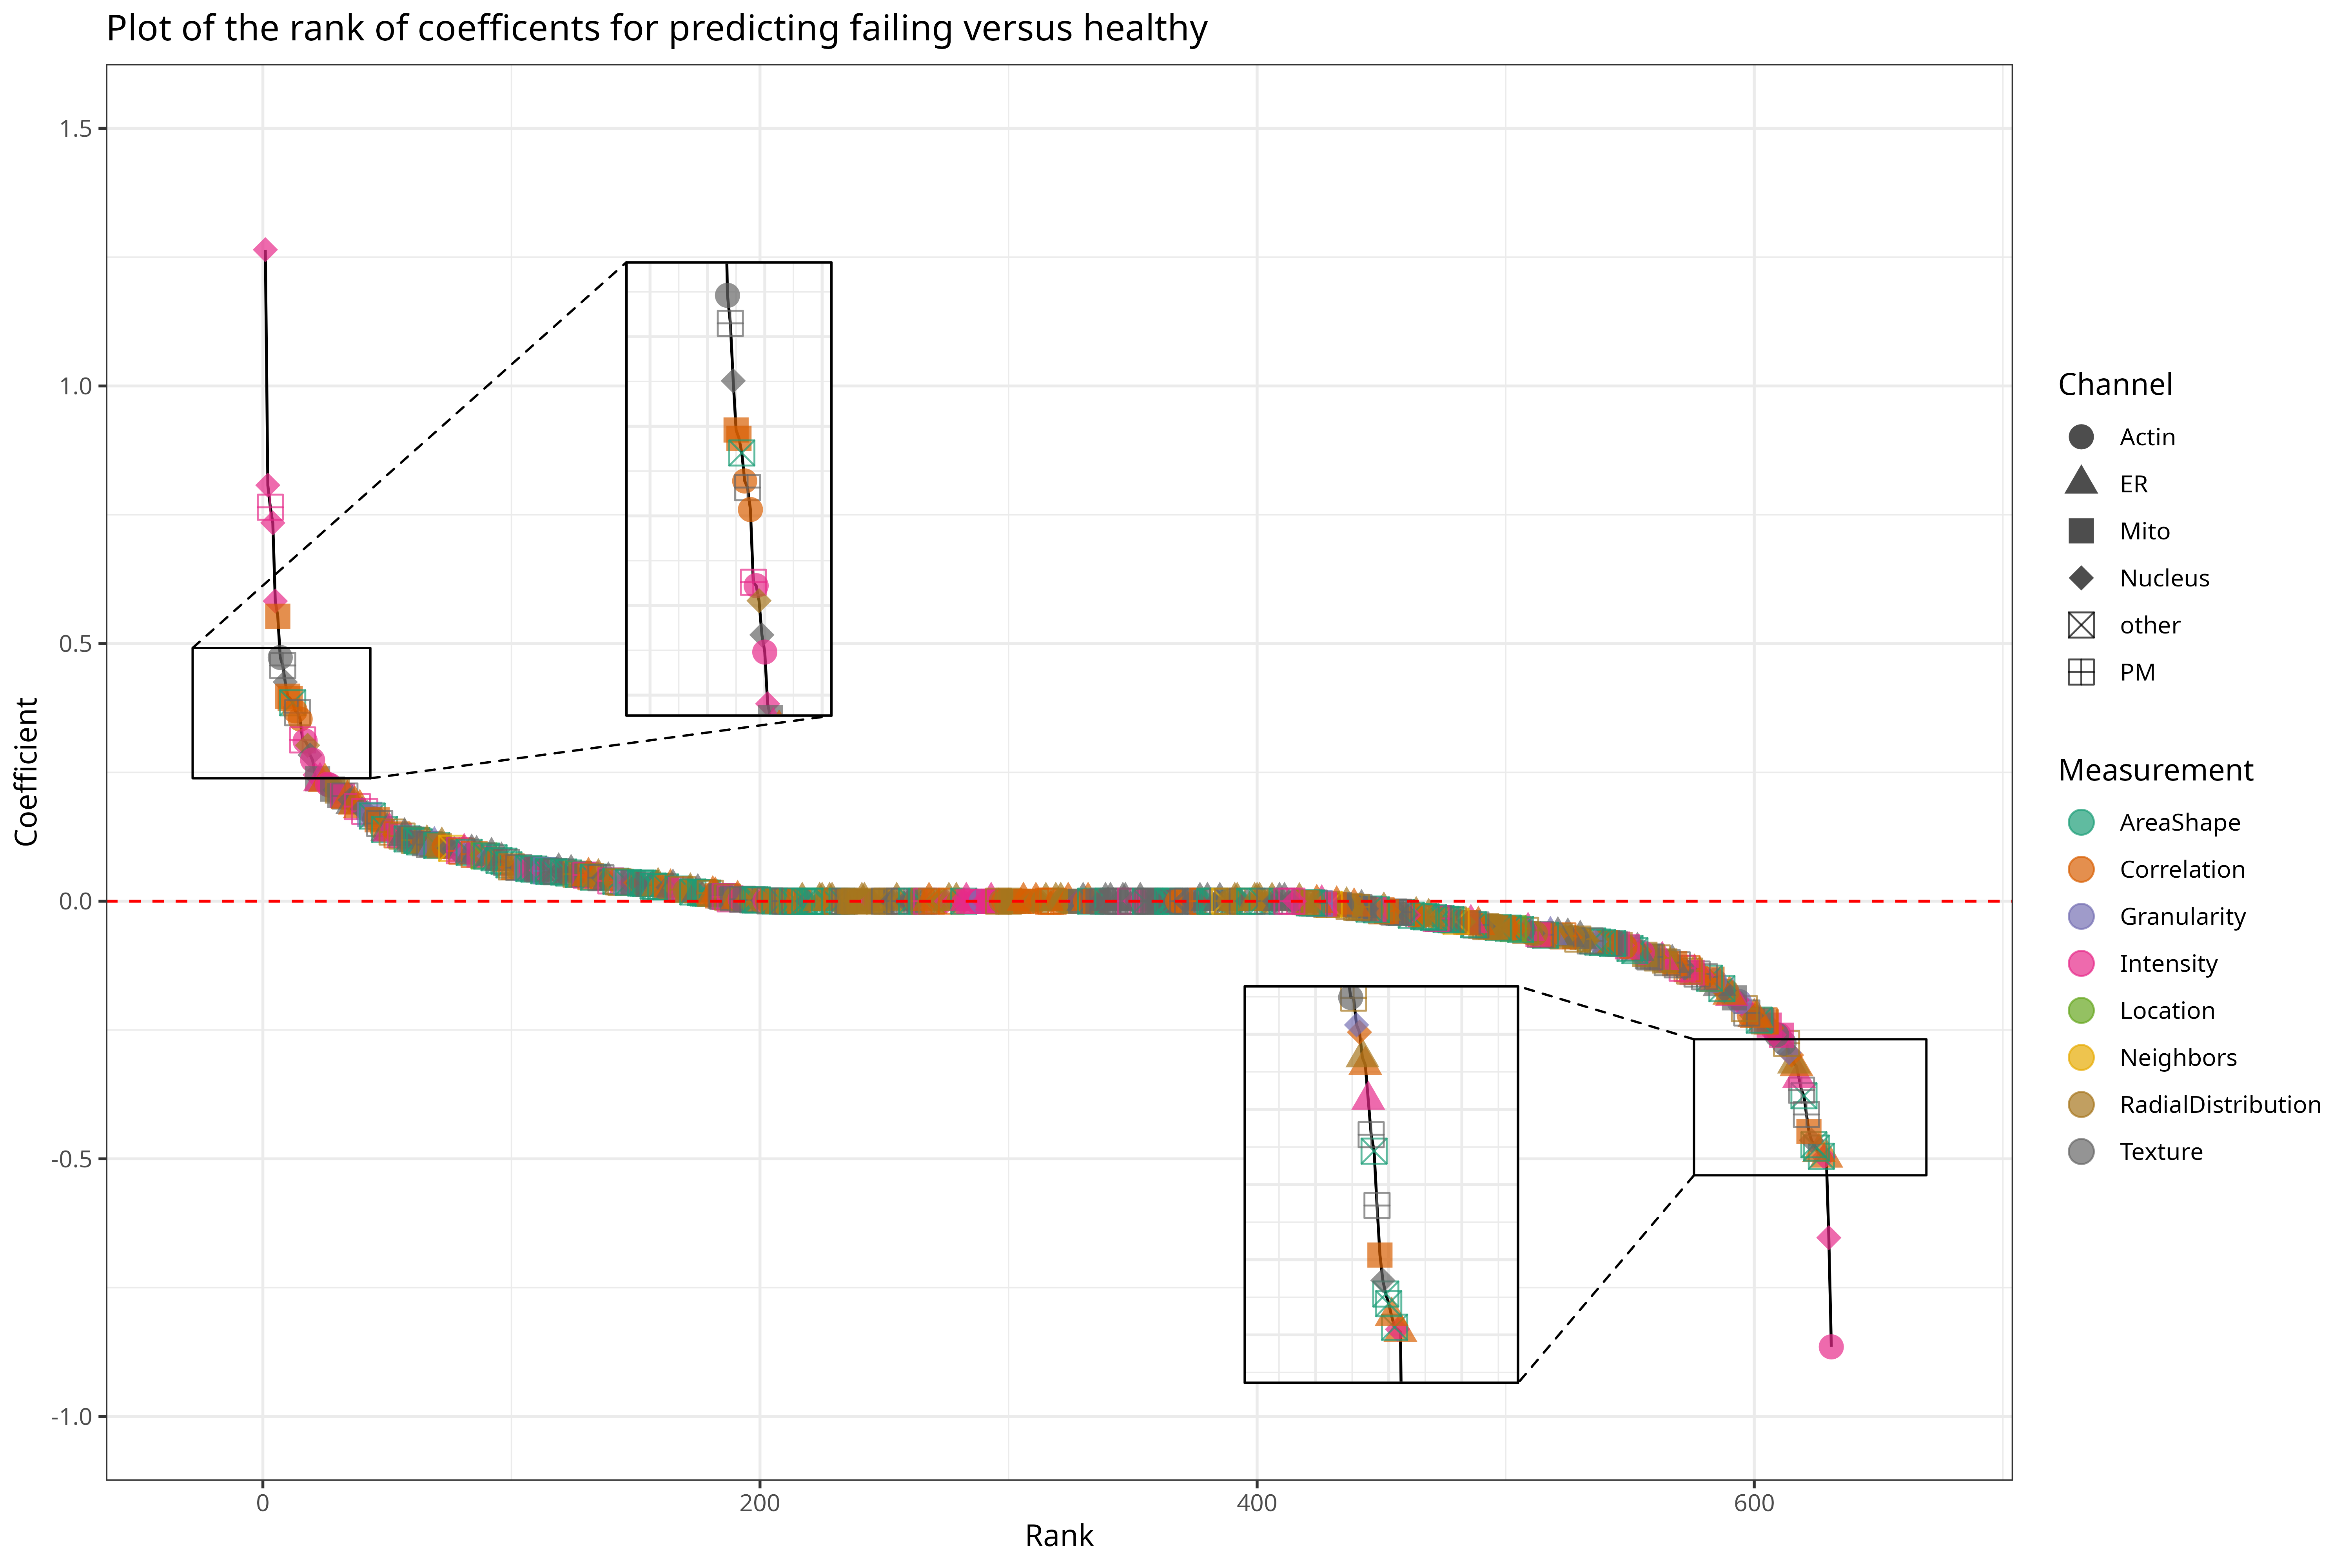 Plot of the rank of coefficents for predicting failing versus healthy
1.5
1.0
0.5
0.0
-0.5
-1.0
Coefficient
0
200
400
600
Rank
Channel
Actin
ER
Mito
Nucleus
other
PM
Measurement
AreaShape
Correlation
Granularity
Intensity
Location
Neighbors
RadialDistribution
Texture